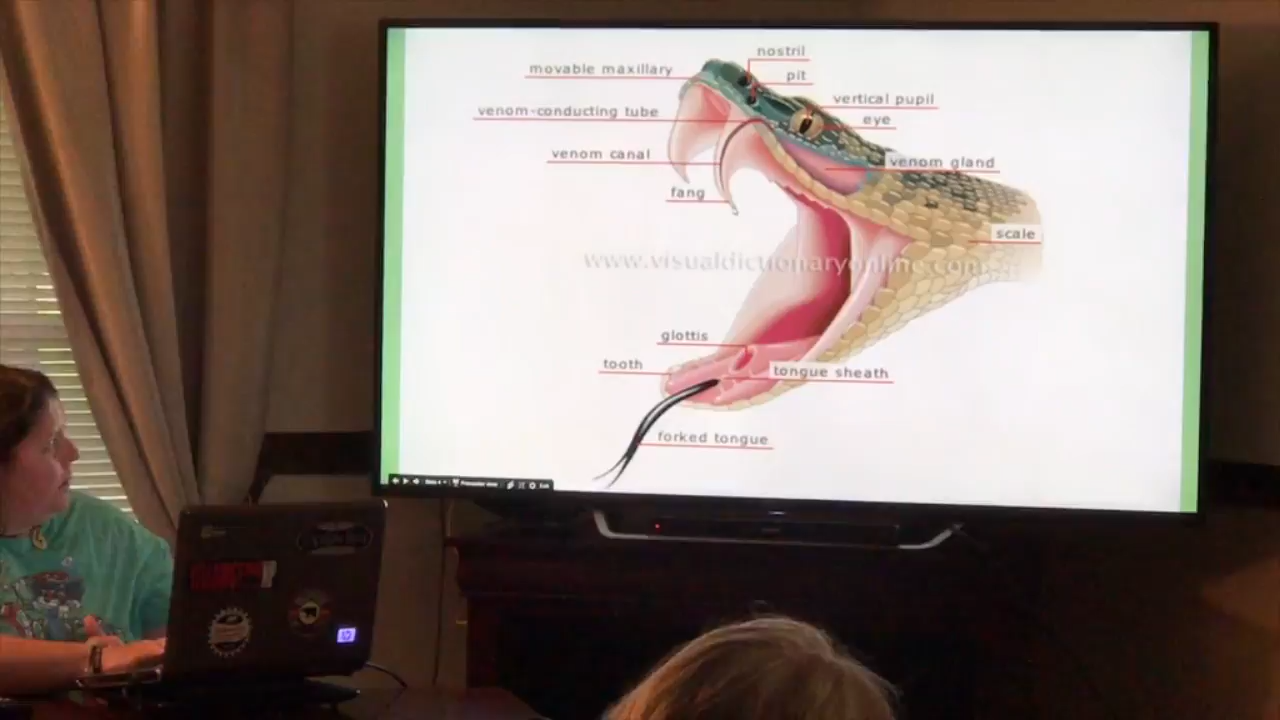 nostril
movable maxillary
pit
vertical pupil
venom-conducting tube
eye
venom canal
venom gland
fang
scale
www.visualdictionaryonline.com
glottis
tooth
tongue sheath
forked tongue
hp